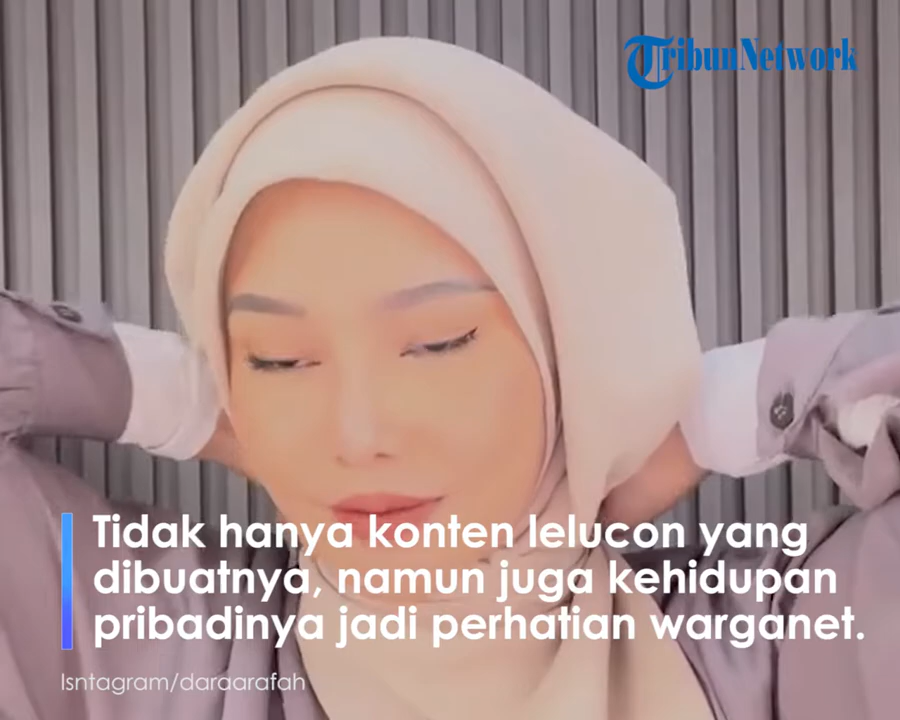 TribunNetwork
Tidak hanya konten lelucon yang
dibuatnya, namun juga kehidupan
pribadinya jadi perhatian warganet.
Isntagram/daraarafah